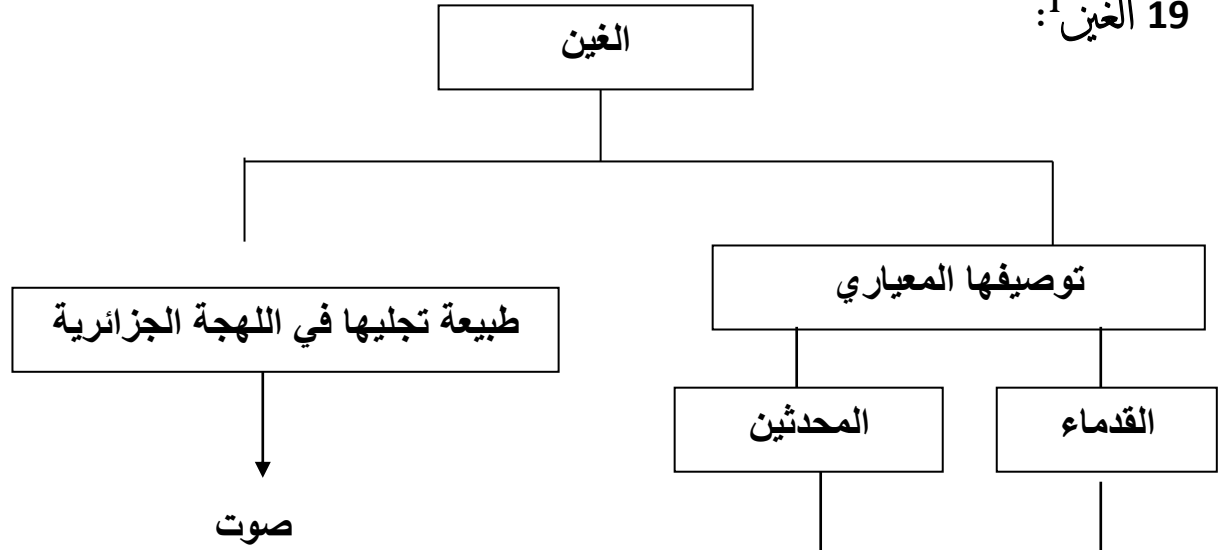 19 الغين1:
الغين
توصيفها المعياري
طبيعة تجليها في اللهجة الجزائرية
القدماء
المحدثين
صوت